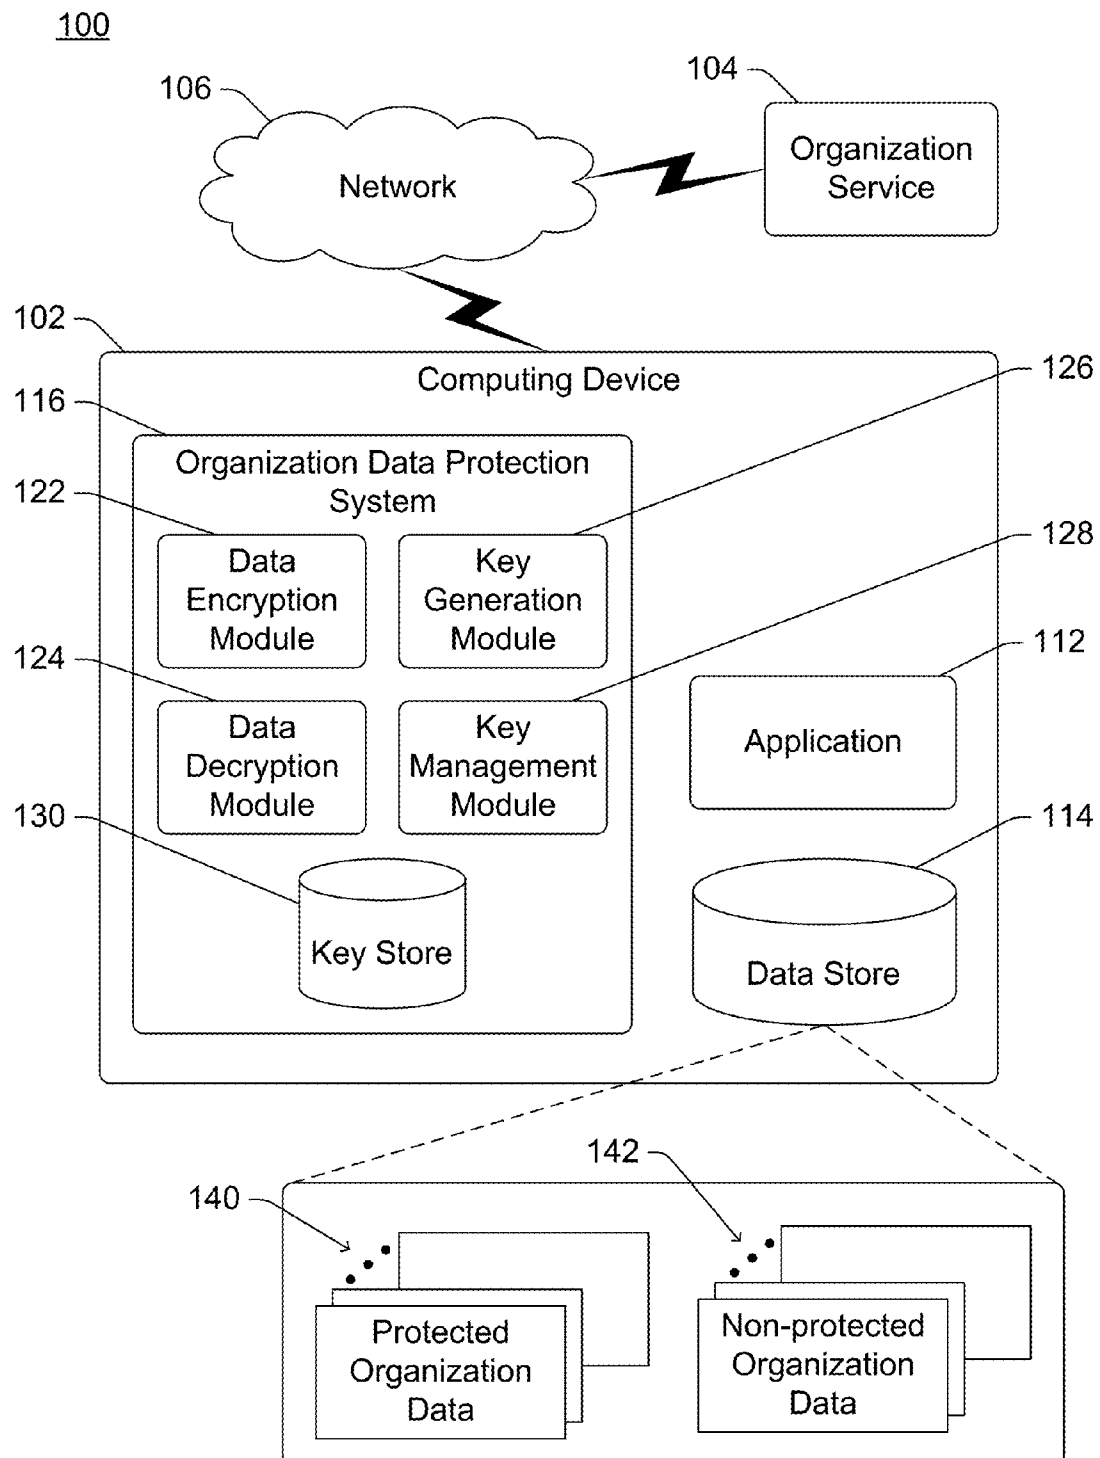 100
106
104
Organization
Service
Network
102
Computing Device
126
116
Organization Data Protection
System
122
128
Data
Encryption
Module
Key
Generation
Module
124
112
Data
Decryption
Module
Key
Management
Module
Application
130
114
Key Store
Data Store
142
140
Protected
Organization
Data
Non-protected
Organization
Data